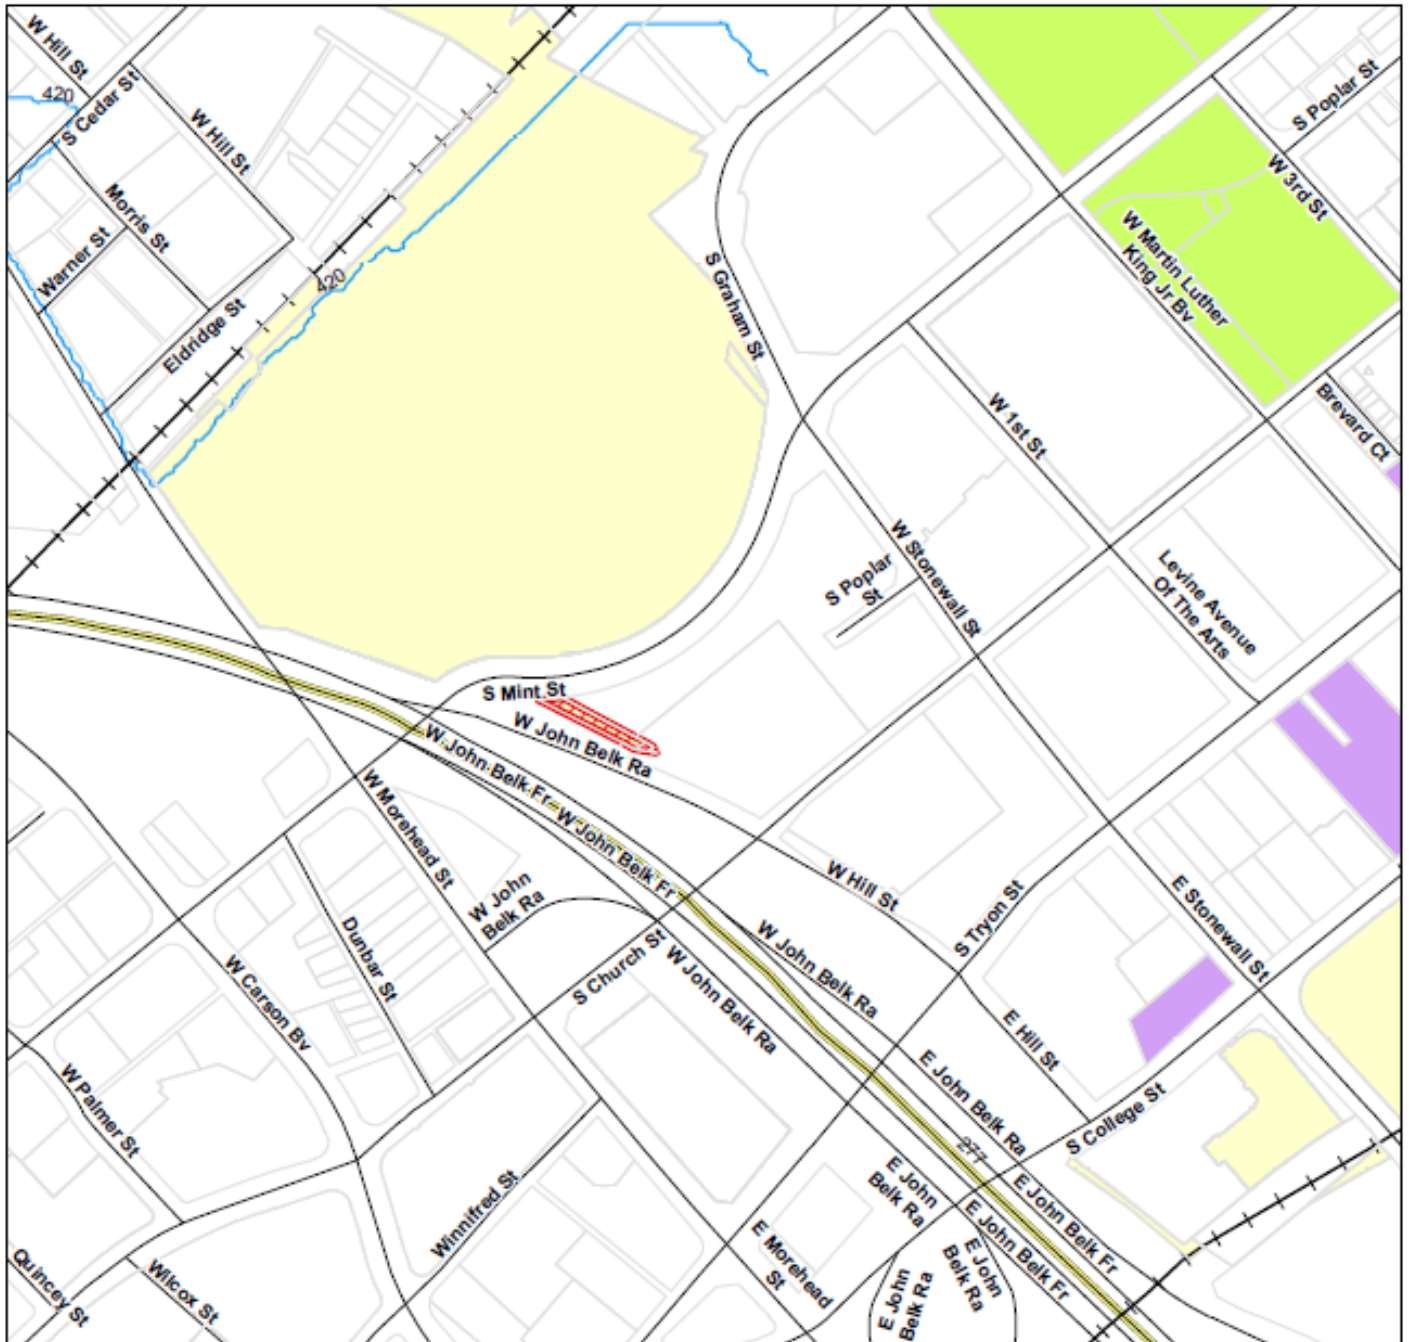 W Hill St
420
S Cedar St
W Hill St
S Poplar St
W 3rd St
Morris St
Warner St
W Martin Luther
King Jr Bv
420
S Graham St
Eldridge St
Brevard Ct
W 1st St
W Stonewall St
S Poplar
St
Levine Avenue
Of The Arts
S Mint St
W John Belk Ra
W John Belk Fr
W John Belk Fr
W Morehead St
W Hill St
W John
Belk Ra
S Tryon St
E Stonewall St
Dunbar St
S Church St
W John Belk Ra
W John Belk Ra
W Carson Bv
E Hill St
E John Belk Ra
W Palmer St
S College St
277
E John
Belk Ra
E John Belk Fr
E John Belk Fr
Winnifred St
E Morehead
St
E John
Belk Ra
E John
Belk Ra
Quincey St
Wilcox St